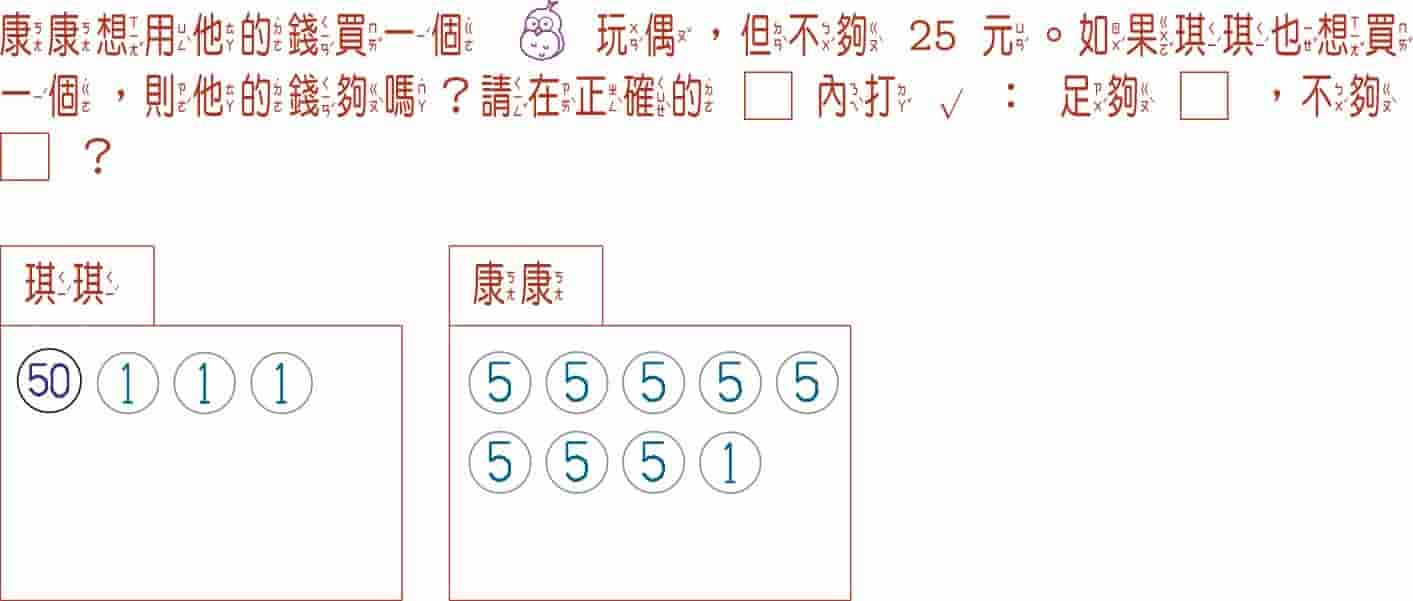 康康想用他的錢買一個 玩偶，但不夠 25 元。如果琪琪也想買
一個，則他的錢夠嗎？請在正確的 □ 內打 √ ： 足夠 □ ，不夠
□ ？
琪琪 康康
50 1 1 1 5 5 5 5 5
5 5 5 1